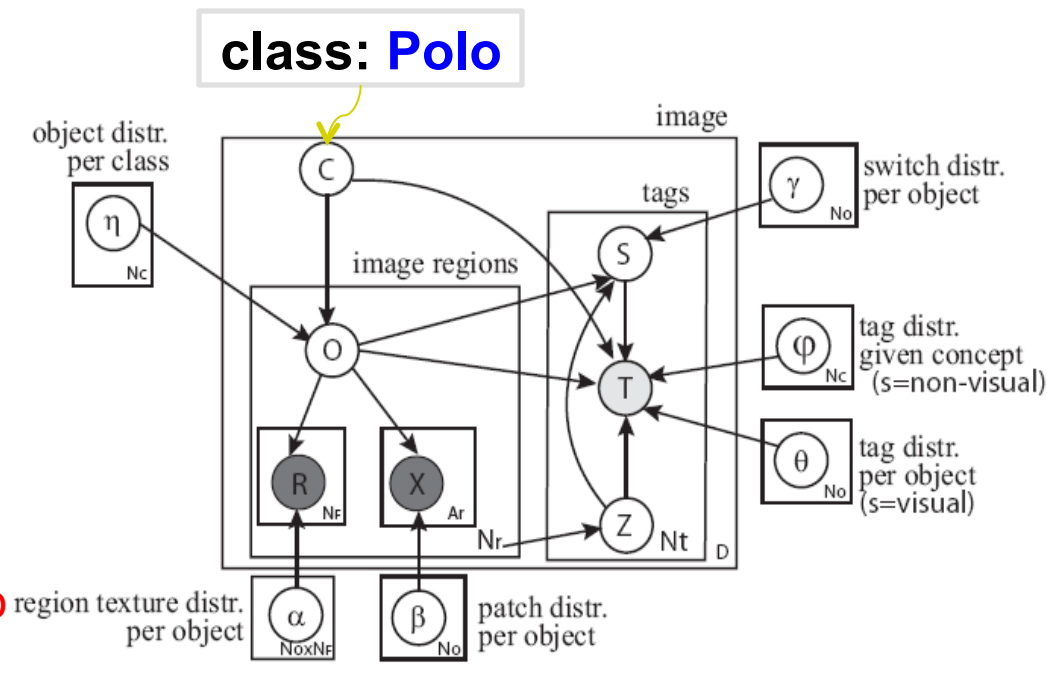 class: Polo
image
object distr.
per class
C
switch distr.
per object
γ
No
tags
η
Nc
S
image regions
O
T
φ
Nc
tag distr.
given concept
(s=non-visual)
θ
No
tag distr.
per object
(s=visual)
R
NF
X
Ar
Nr
Z
Nt
D
region texture distr.
per object
α
NoxNF
β
No
patch distr.
per object